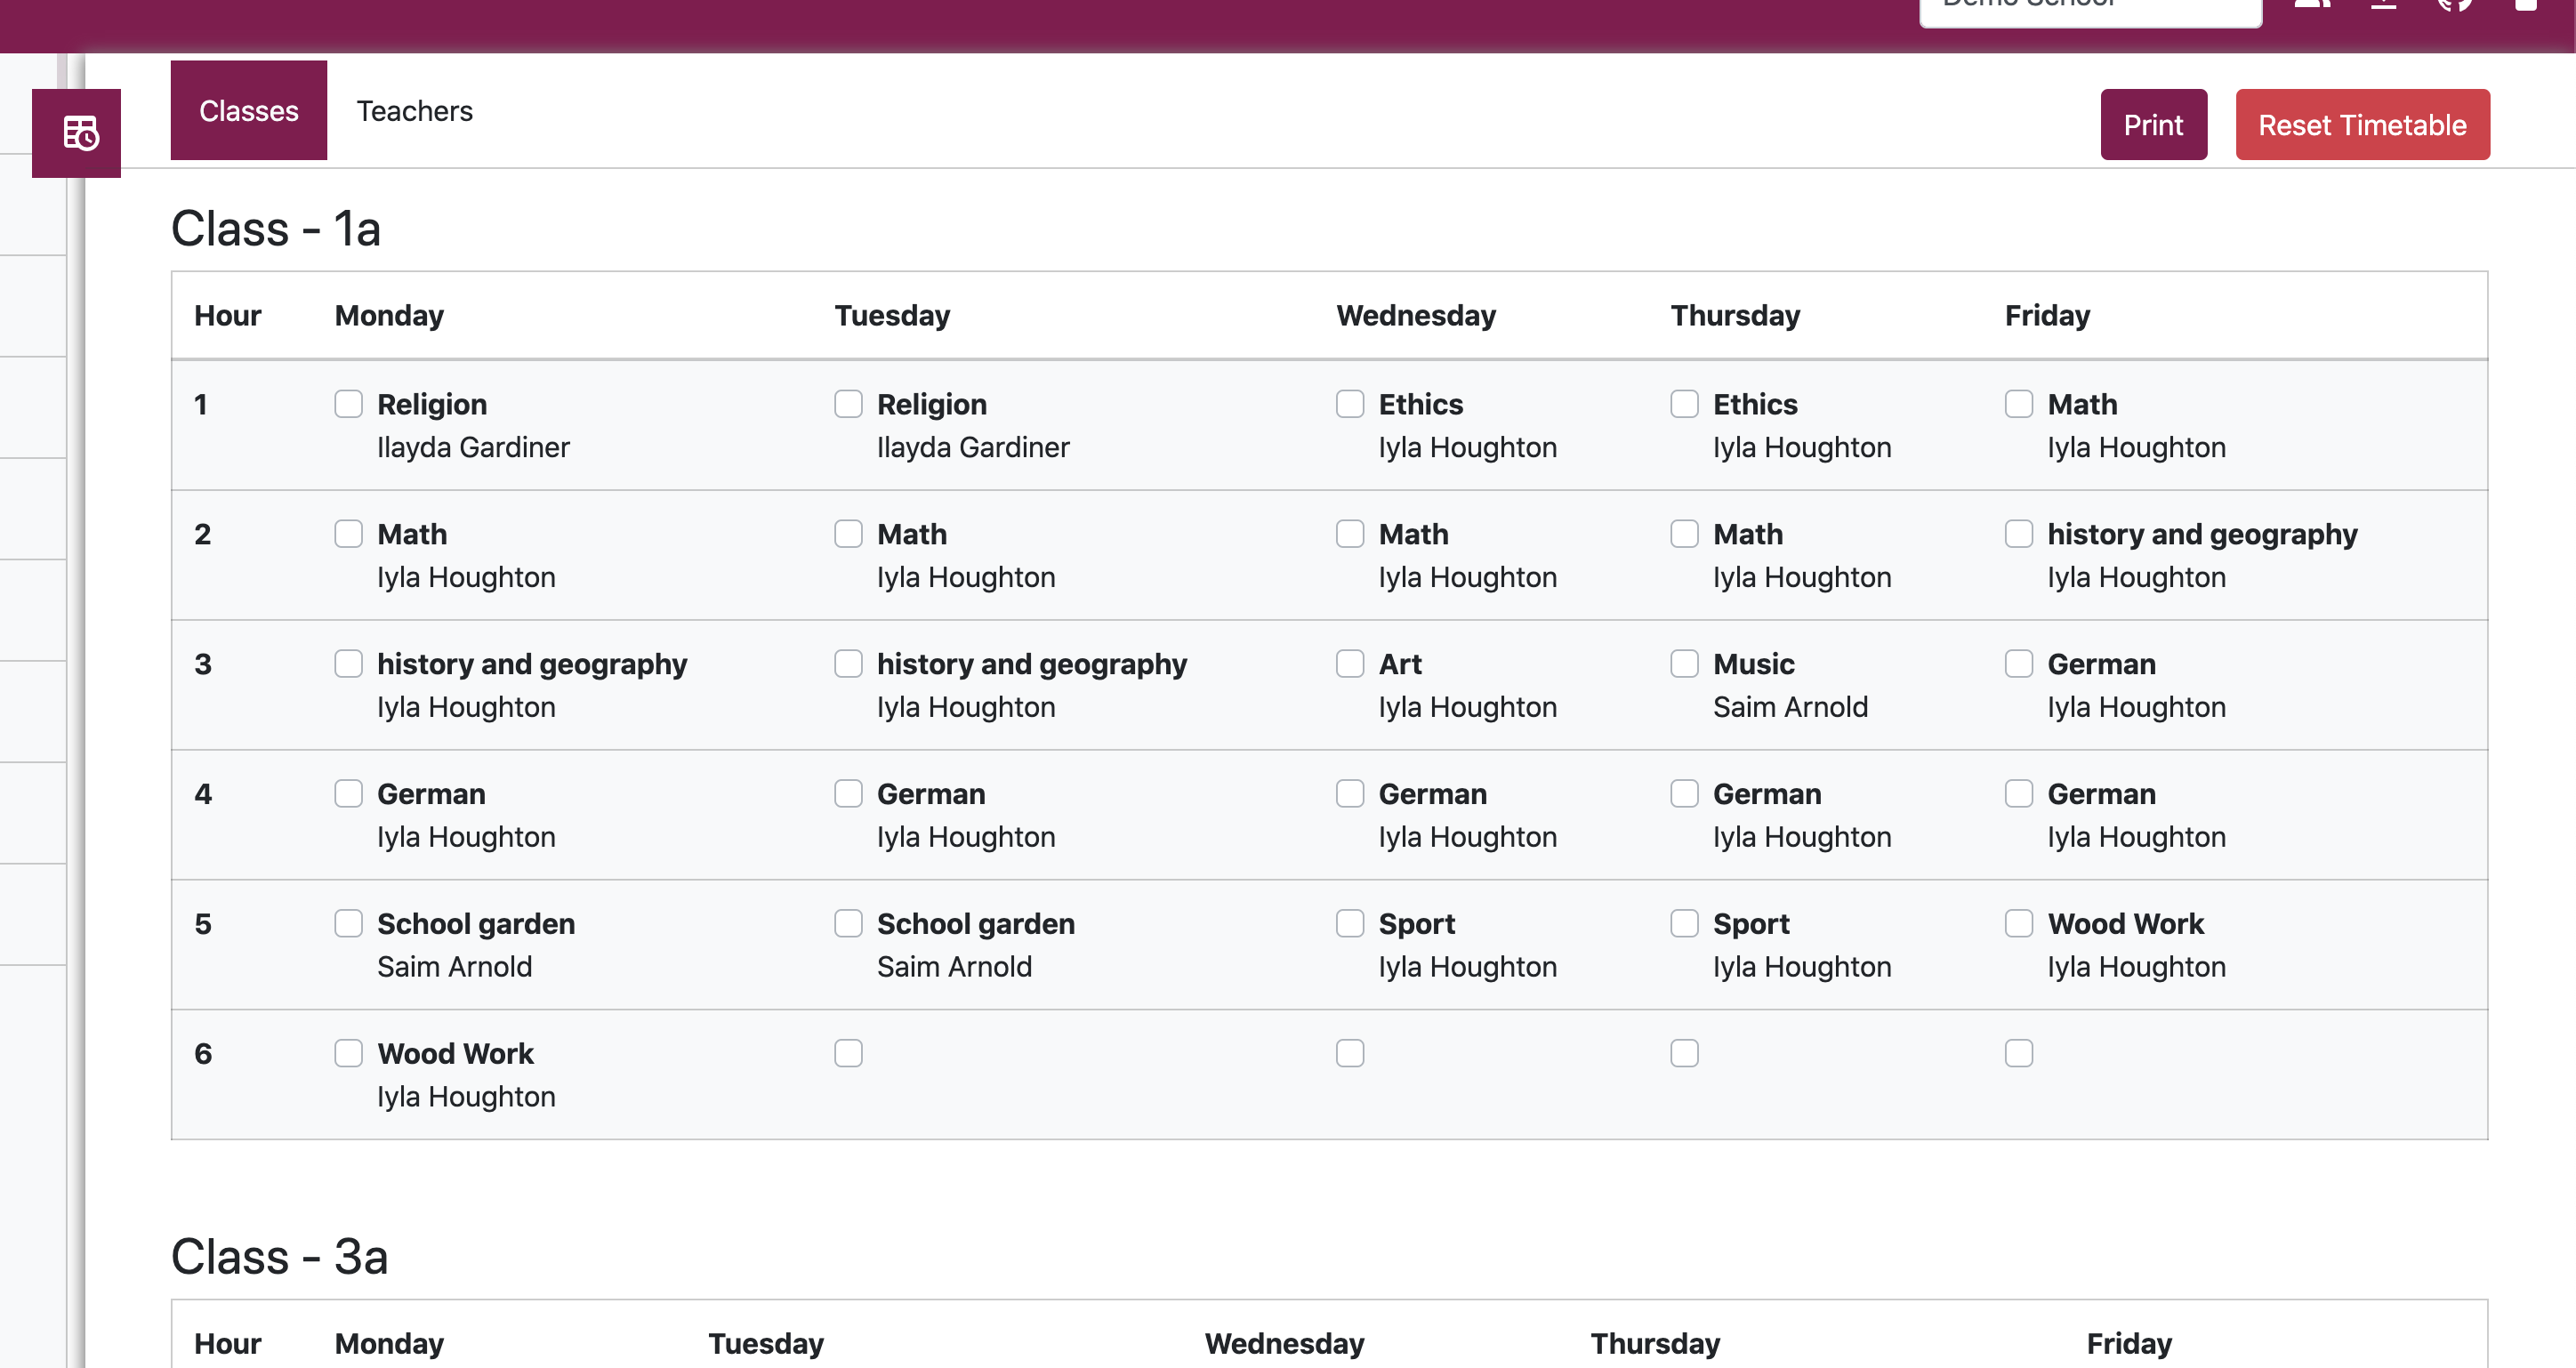 Demo School
Classes Teachers Print Reset Timetable
Class - 1a
Hour Monday Tuesday Wednesday Thursday Friday
1 Religion Religion Ethics Ethics Math
Ilayda Gardiner Ilayda Gardiner Iyla Houghton Iyla Houghton Iyla Houghton
2 Math Math Math Math history and geography
Iyla Houghton Iyla Houghton Iyla Houghton Iyla Houghton Iyla Houghton
3 history and geography history and geography Art Music German
Iyla Houghton Iyla Houghton Iyla Houghton Saim Arnold Iyla Houghton
4 German German German German German
Iyla Houghton Iyla Houghton Iyla Houghton Iyla Houghton Iyla Houghton
5 School garden School garden Sport Sport Wood Work
Saim Arnold Saim Arnold Iyla Houghton Iyla Houghton Iyla Houghton
6 Wood Work
Iyla Houghton
Class - 3a
Hour Monday Tuesday Wednesday Thursday Friday